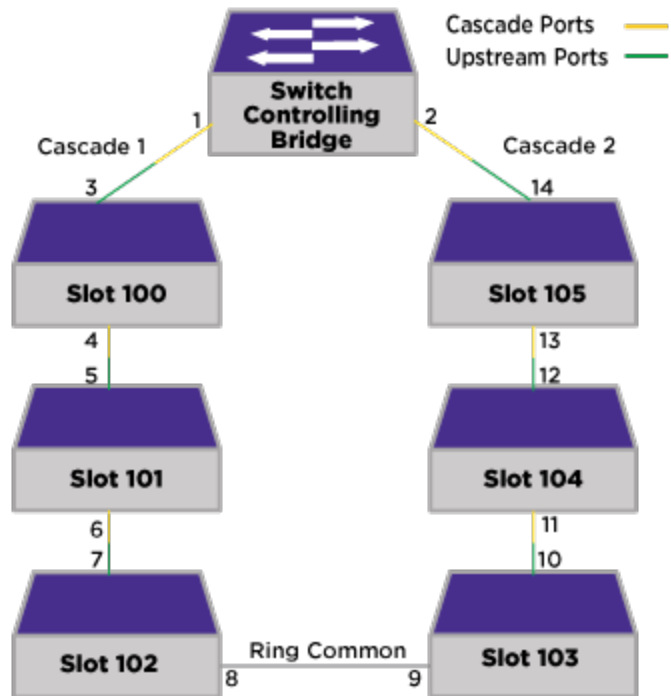 Cascade Ports
Upstream Ports
Switch
Controlling
Bridge
1
2
Cascade 1
Cascade 2
3
14
Slot 100
Slot 105
4
13
5
12
Slot 101
Slot 104
6
11
7
10
Slot 102
Ring Common
Slot 103
8
9